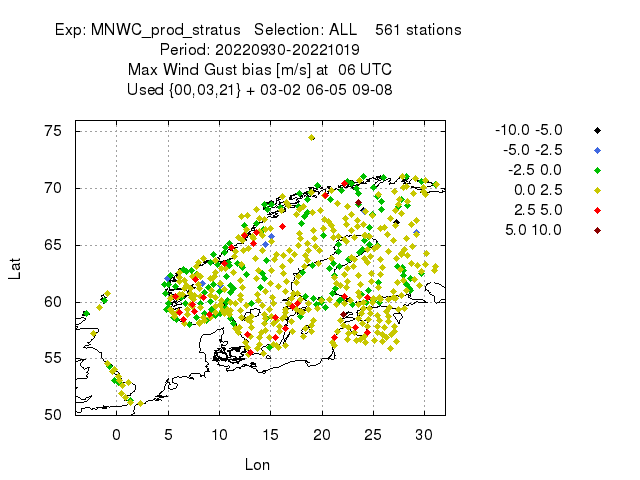 Exp: MNWC_prod_stratus   Selection: ALL    561 stations
Period: 20220930-20221019
Max Wind Gust bias [m/s] at  06 UTC
Used {00,03,21} + 03-02 06-05 09-08
-10.0 -5.0
-5.0 -2.5
-2.5 0.0
0.0 2.5
2.5 5.0
5.0 10.0
75
70
65
60
55
50
Lat
0 5 10 15 20 25 30
Lon